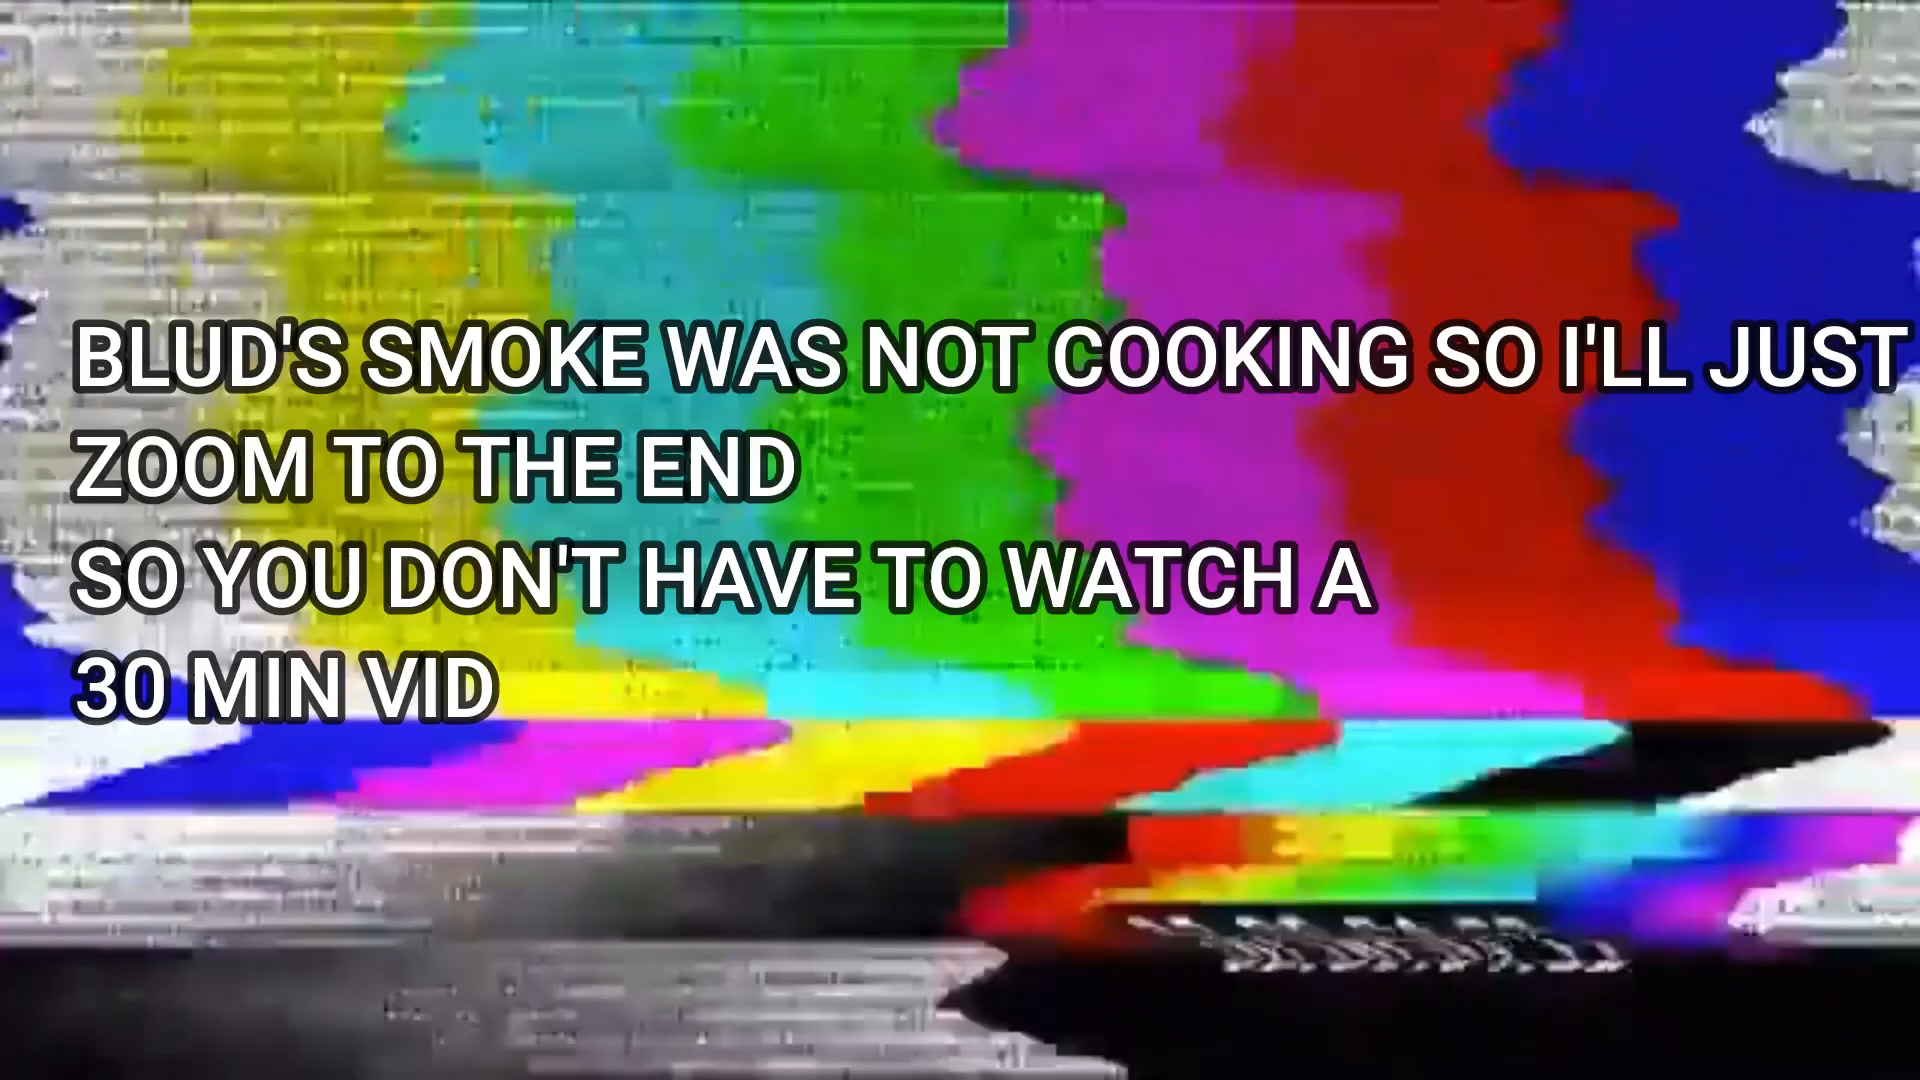 BLUD'S SMOKE WAS NOT COOKING SO I'LL JUST
ZOOM TO THE END
SO YOU DON'T HAVE TO WATCH A
30 MIN VID